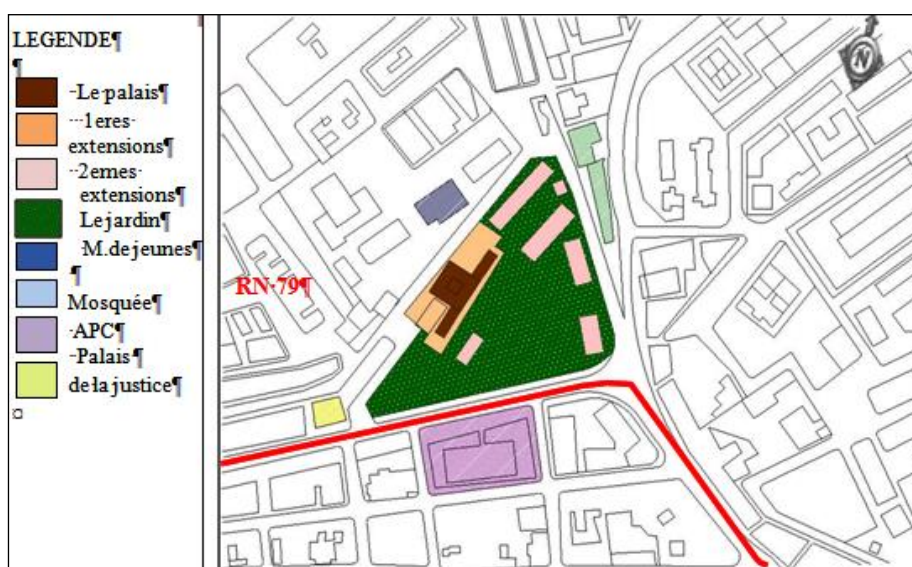 LEGENDE¶
¶
-Le·palais¶
···1eres·
extensions¶
··2emes·
extensions¶
Le jardin¶
M.de jeunes¶
¶
Mosquée¶
·APC¶
-Palais·¶
de·la justice¶
¤
RN·79¶
N